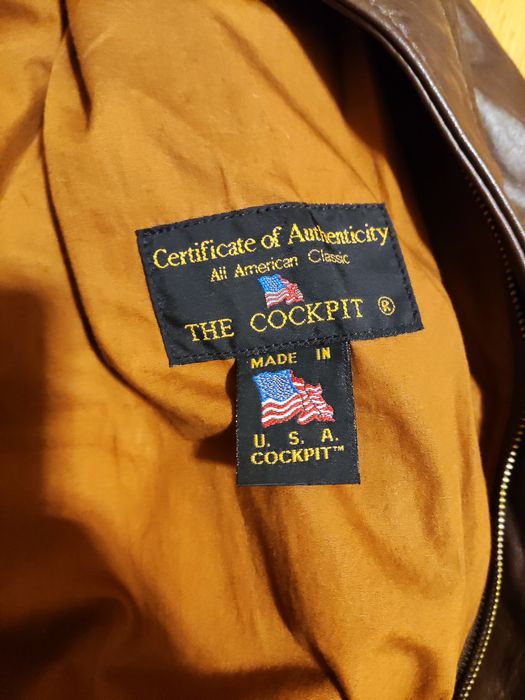 Certificate of Authenticity
All American Classic
THE COCKPIT ®
MADE IN
U. S. A.
COCKPIT™